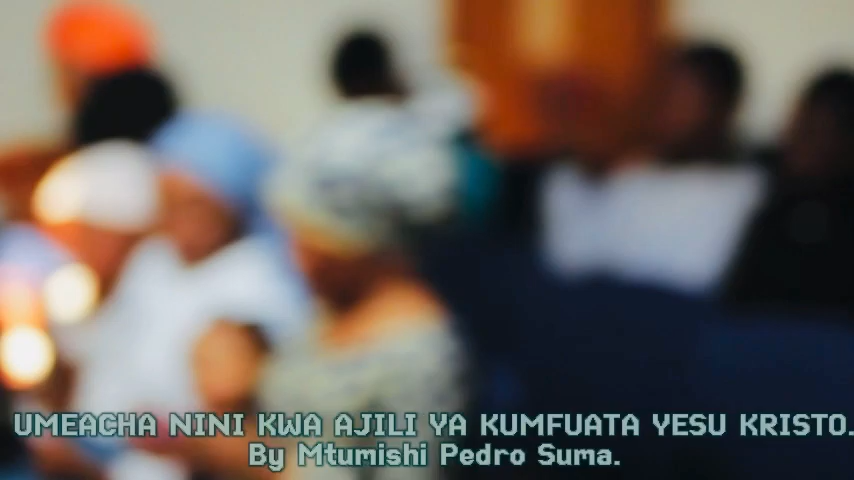 UMEACHA NINI KWA AJILI YA KUMFUATA YESU KRISTO.
By Mtumishi Pedro Suma.